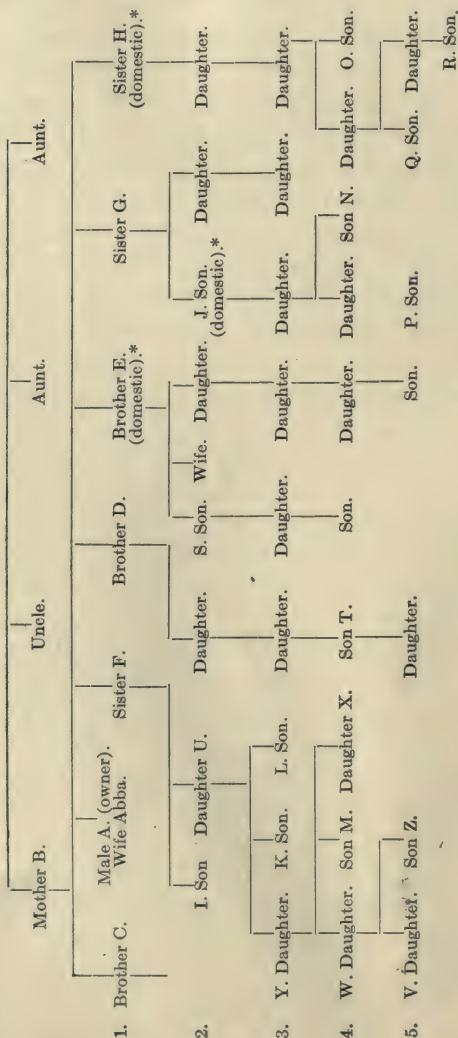 Mother B. Uncle. Aunt. Aunt.
1. Brother C. Male A. (owner). Sister F. Brother D. Brother E. Sister G. Sister H.
Wife Abba. (domestic).* (domestic).*
2. I. Son Daughter U. Daughter. S. Son. Wife. Daughter. J. Son. Daughter. Daughter.
(domestic).*
3. Y. Daughter. K. Son. L. Son. Daughter. Daughter. Daughter. Daughter. Daughter. Daughter.
4. W. Daughter. Son M. Daughter X. Son T. Son. Daughter. Daughter. Son N. Daughter. O. Son.
5. V. Daughter. Son Z. Daughter. Son. P. Son. Q. Son. Daughter.
R. Son.